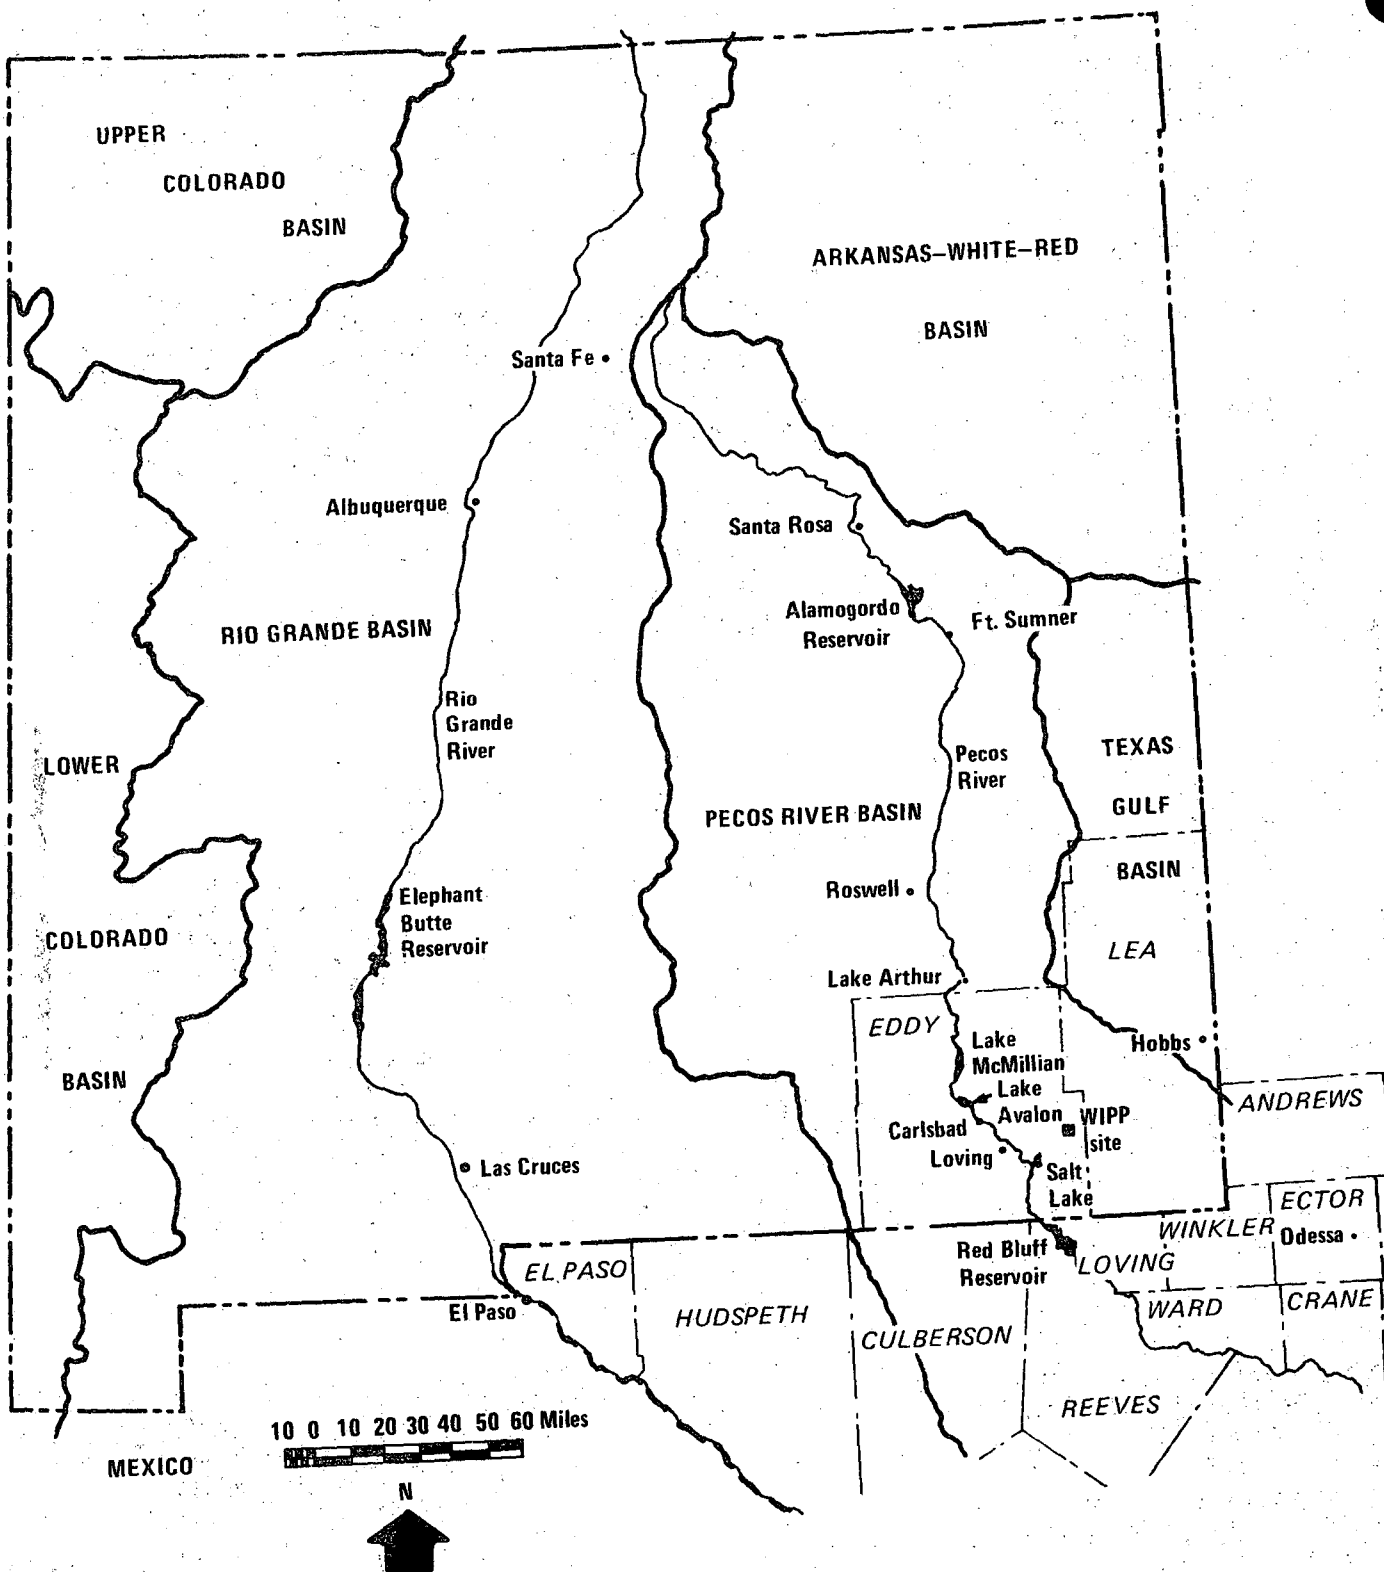 UPPER
COLORADO
BASIN
ARKANSAS–WHITE–RED
BASIN
Santa Fe
Albuquerque
Santa Rosa
Alamogordo
Reservoir
Ft. Sumner
RIO GRANDE BASIN
Rio
Grande
River
LOWER
COLORADO
BASIN
Pecos
River
TEXAS
GULF
BASIN
PECOS RIVER BASIN
Roswell
Elephant
Butte
Reservoir
LEA
Lake Arthur
EDDY
Lake
McMillian
Lake
Avalon
Hobbs
ANDREWS
Carlsbad
WIPP
site
Loving
Salt
Lake
Las Cruces
ECTOR
Odessa
WINKLER
Red Bluff
Reservoir
LOVING
EL PASO
El Paso
HUDSPETH
CULBERSON
WARD
CRANE
REEVES
10 0 10 20 30 40 50 60 Miles
MEXICO
N